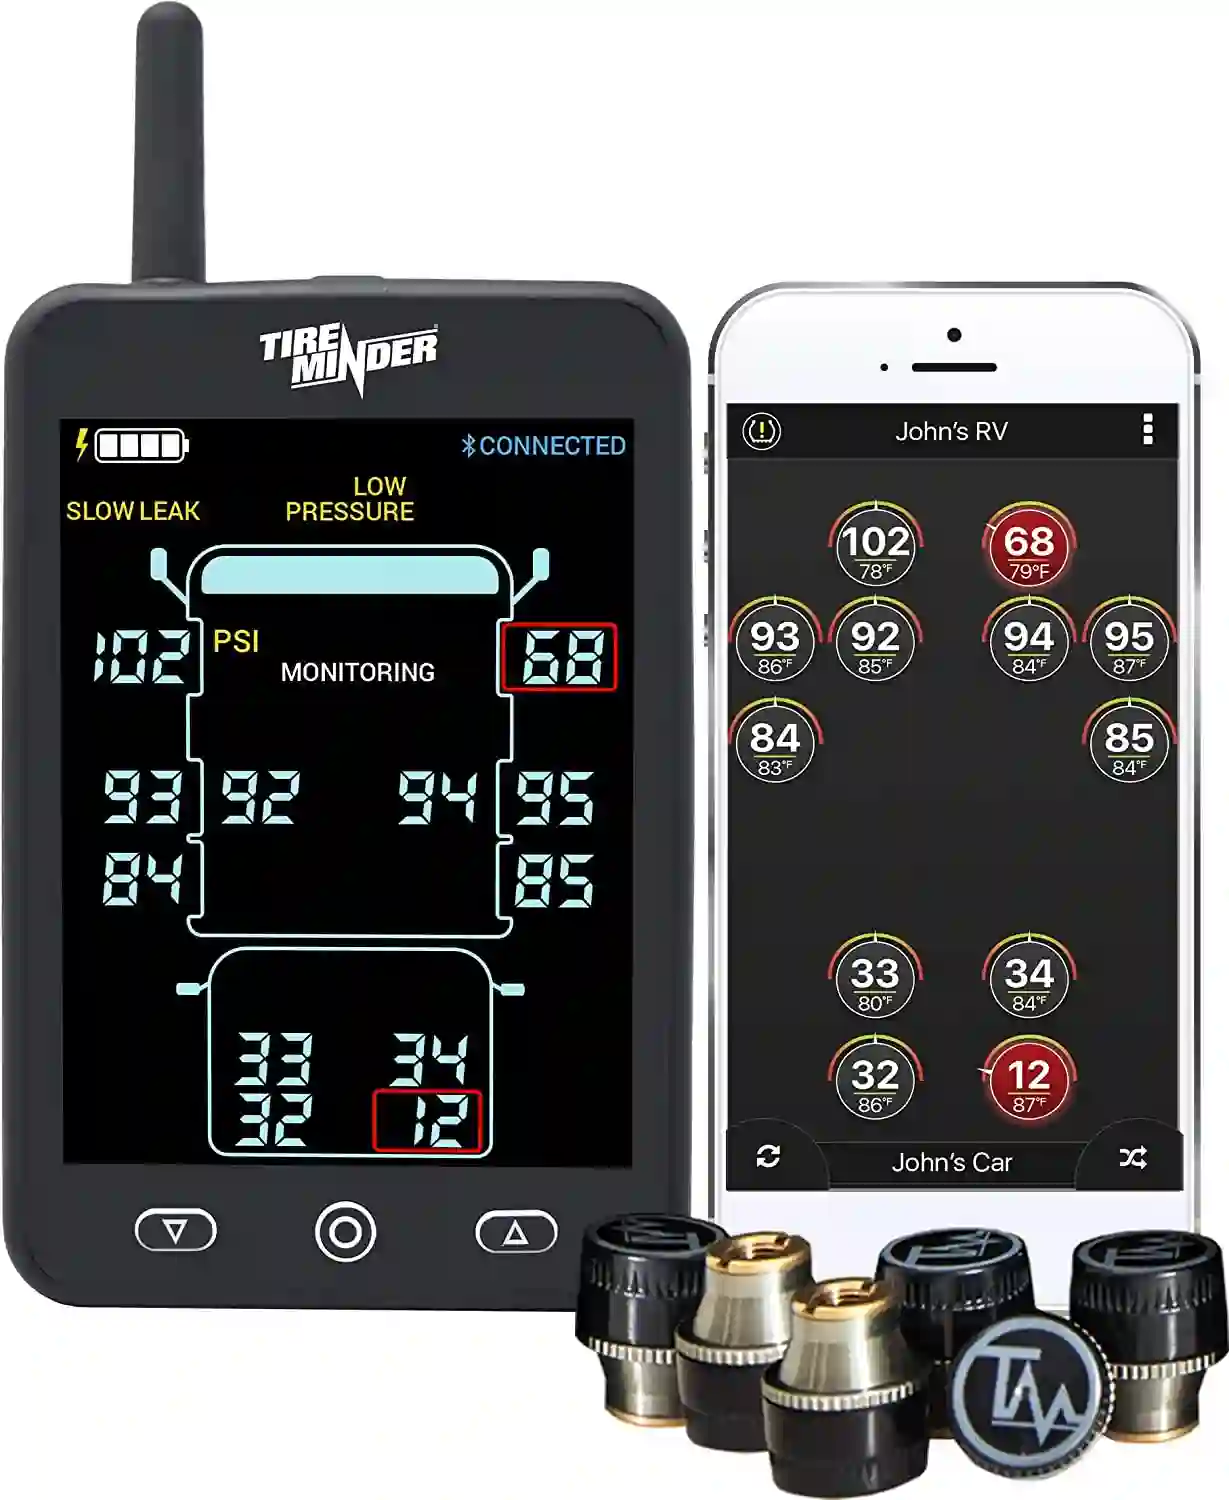 TIRE
MINDER
CONNECTED
LOW
SLOW LEAK PRESSURE
102 PSI 68
MONITORING
93 92 94 95
84 85
33 34
32 12
John's RV
102 68
78°F 79°F
93 92 94 95
86°F 85°F 84°F 87°F
84 85
83°F 84°F
33 34
80°F 84°F
32 12
86°F 87°F
John's Car
TM